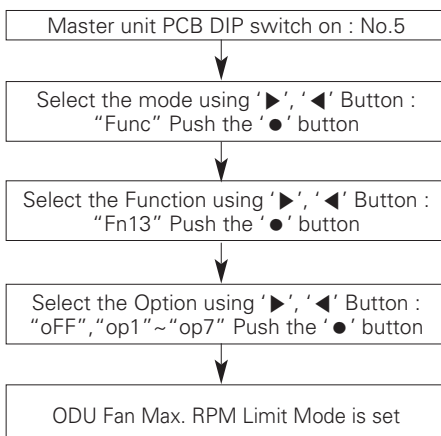 Master unit PCB DIP switch on : No.5
Select the mode using ‘▶’, ‘◀’ Button :
“Func” Push the ‘●’ button
Select the Function using ‘▶’, ‘◀’ Button :
“Fn13” Push the ‘●’ button
Select the Option using ‘▶’, ‘◀’ Button :
“oFF”,“op1”~“op7” Push the ‘●’ button
ODU Fan Max. RPM Limit Mode is set